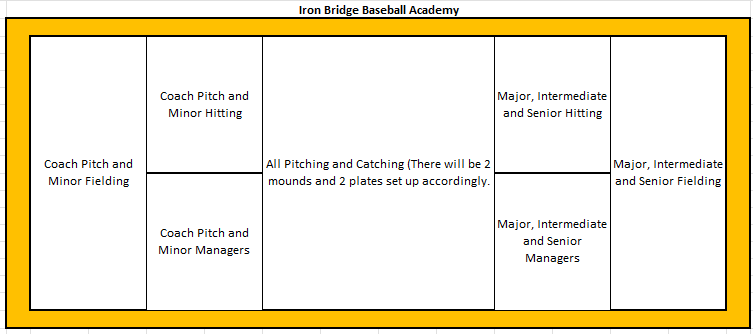 Iron Bridge Baseball Academy
Coach Pitch and
Minor Fielding
Coach Pitch and
Minor Hitting
Coach Pitch and
Minor Managers
All Pitching and Catching (There will be 2
mounds and 2 plates set up accordingly.
Major, Intermediate
and Senior Hitting
Major, Intermediate
and Senior
Managers
Major, Intermediate
and Senior Fielding